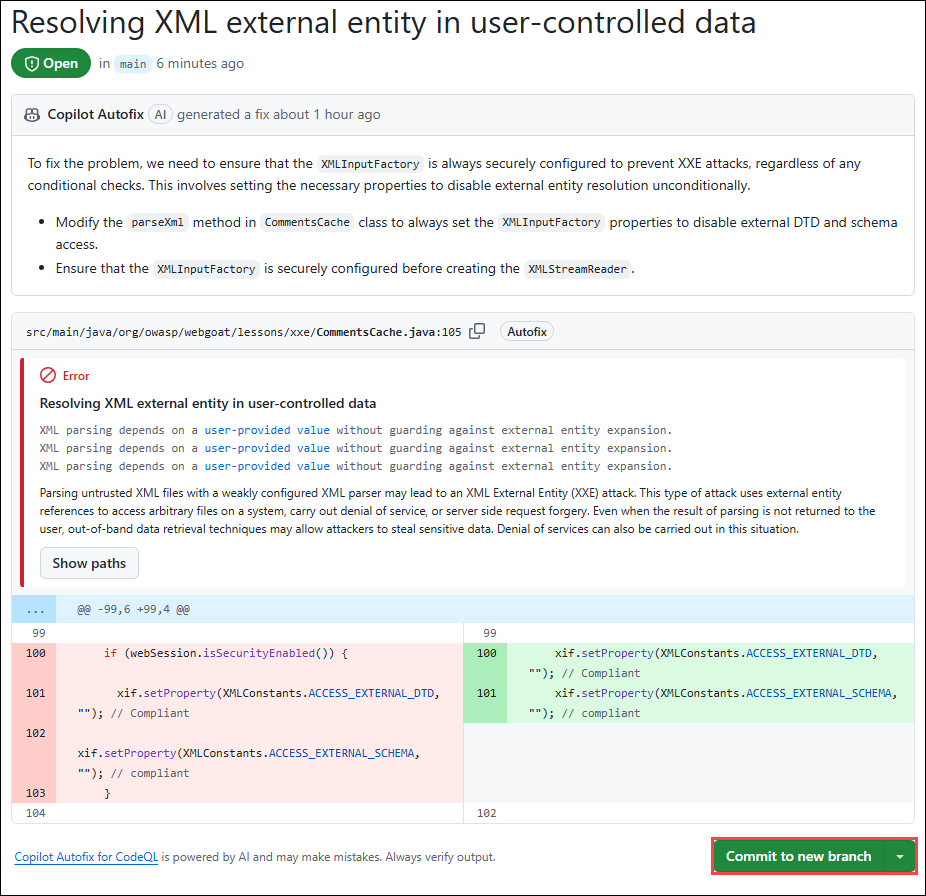 Resolving XML external entity in user-controlled data
Open in main 6 minutes ago
Copilot Autofix AI generated a fix about 1 hour ago
To fix the problem, we need to ensure that the XMLInputFactory is always securely configured to prevent XXE attacks, regardless of any
conditional checks. This involves setting the necessary properties to disable external entity resolution unconditionally.
• Modify the parseXml method in CommentsCache class to always set the XMLInputFactory properties to disable external DTD and schema
access.
• Ensure that the XMLInputFactory is securely configured before creating the XMLStreamReader.
src/main/java/org/owasp/webgoat/lessons/xxe/CommentsCache.java:105 Autofix
Error
Resolving XML external entity in user-controlled data
XML parsing depends on a user-provided value without guarding against external entity expansion.
XML parsing depends on a user-provided value without guarding against external entity expansion.
XML parsing depends on a user-provided value without guarding against external entity expansion.
Parsing untrusted XML files with a weakly configured XML parser may lead to an XML External Entity (XXE) attack. This type of attack uses external entity
references to access arbitrary files on a system, carry out denial of service, or server side request forgery. Even when the result of parsing is not returned to the
user, out-of-band data retrieval techniques may allow attackers to steal sensitive data. Denial of services can also be carried out in this situation.
Show paths
... @@ -99,6 +99,4 @@
99
100 if (webSession.isSecurityEnabled()) {
101 xif.setProperty(XMLConstants.ACCESS_EXTERNAL_DTD,
""); // Compliant
102
xif.setProperty(XMLConstants.ACCESS_EXTERNAL_SCHEMA,
""); // compliant
103 }
104
99
100 xif.setProperty(XMLConstants.ACCESS_EXTERNAL_DTD,
""); // Compliant
101 xif.setProperty(XMLConstants.ACCESS_EXTERNAL_SCHEMA,
""); // compliant
102
Copilot Autofix for CodeQL is powered by AI and may make mistakes. Always verify output.
Commit to new branch